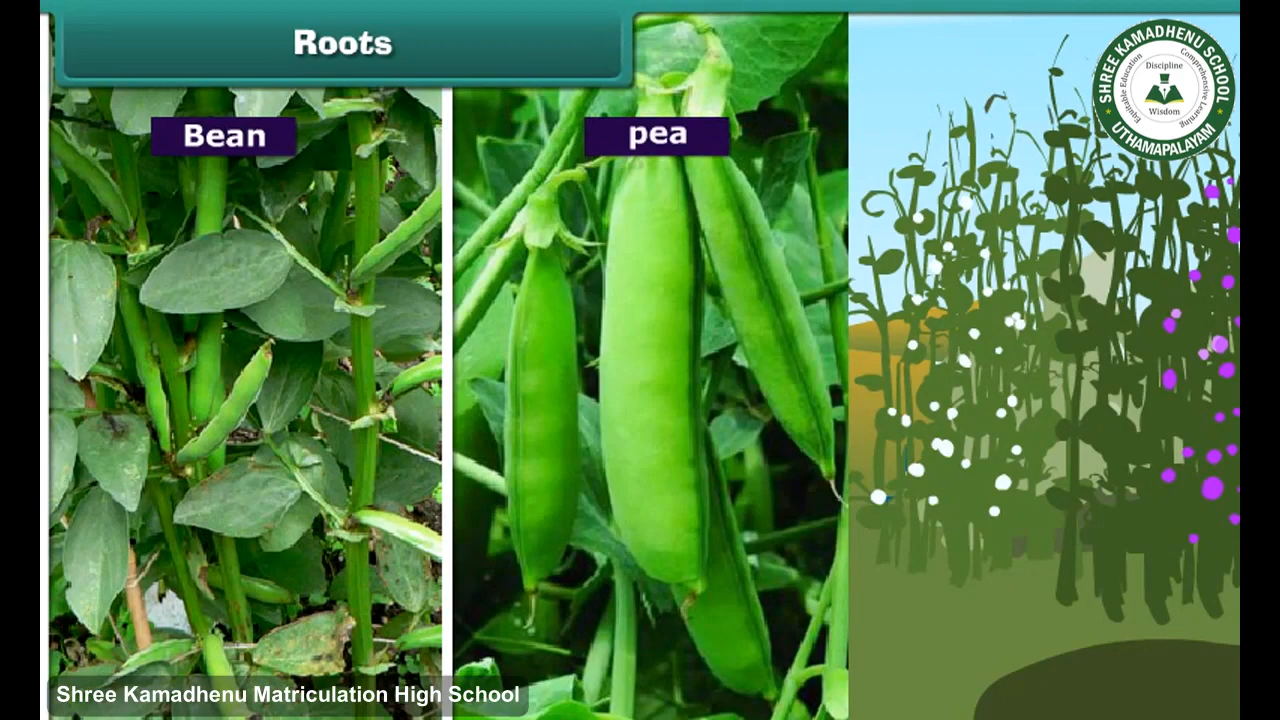 Roots
Bean
pea
SHREE KAMADHENU SCHOOL
Equitable Education
Comprehensive Learning
Discipline
Wisdom
UTHAMAPALAYAM
Shree Kamadhenu Matriculation High School